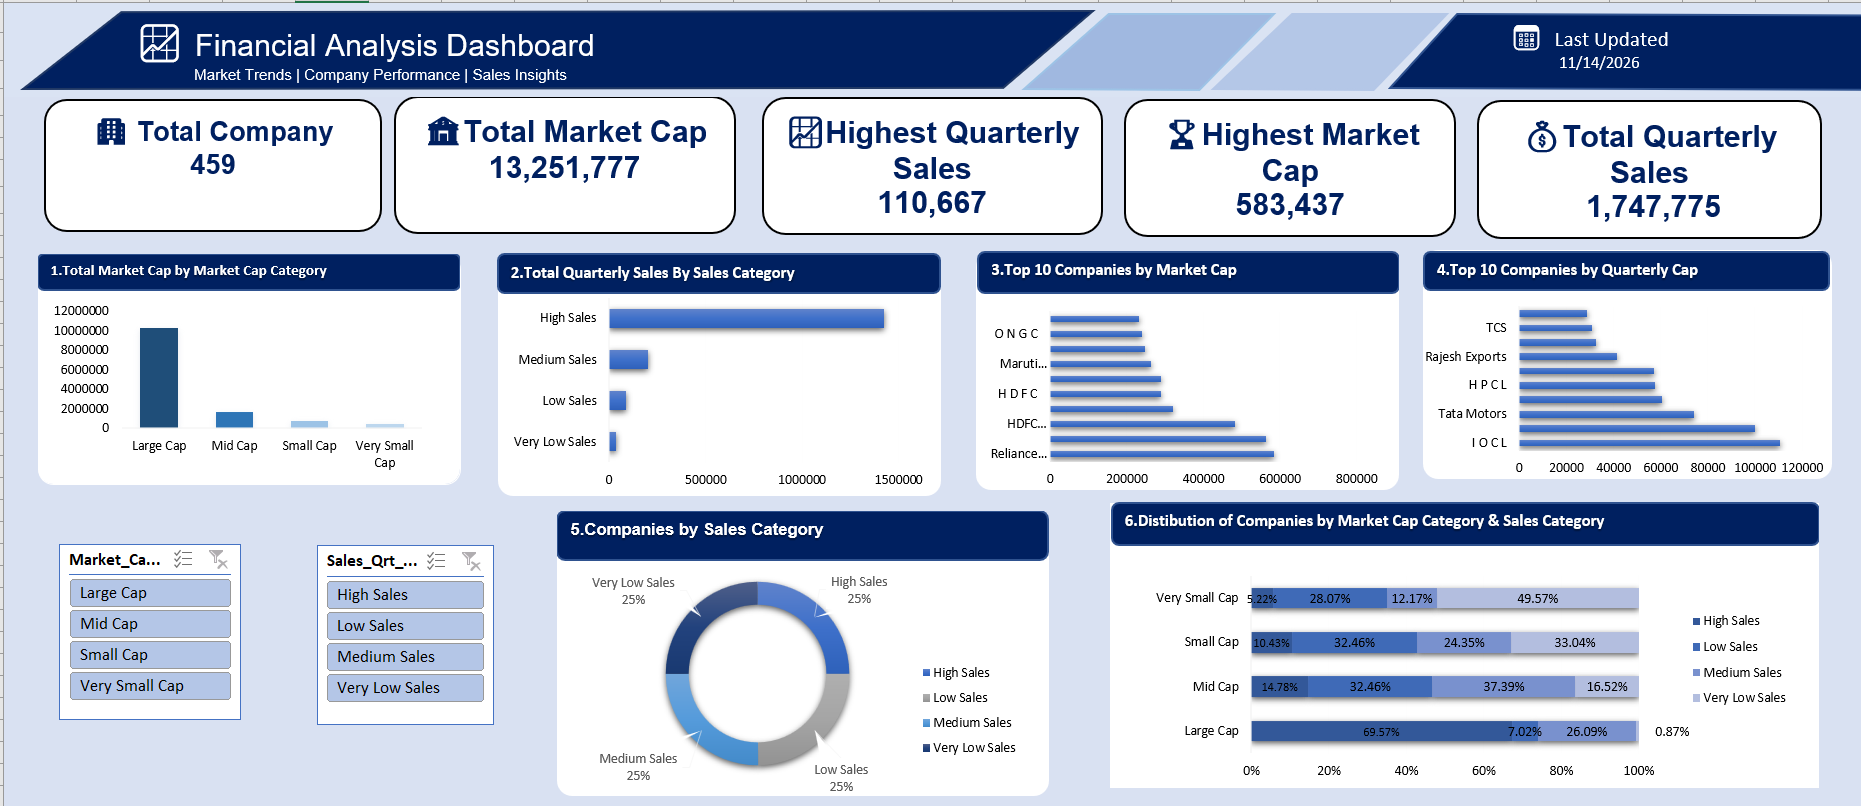 Financial Analysis Dashboard
Market Trends | Company Performance | Sales Insights
Last Updated
11/14/2026
Total Company
459
Total Market Cap
13,251,777
Highest Quarterly
Sales
110,667
Highest Market
Cap
583,437
Total Quarterly
Sales
1,747,775
1.Total Market Cap by Market Cap Category
12000000
10000000
8000000
6000000
4000000
2000000
0
Large Cap
Mid Cap
Small Cap
Very Small
Cap
2.Total Quarterly Sales By Sales Category
High Sales
Medium Sales
Low Sales
Very Low Sales
0 500000 1000000 1500000
3.Top 10 Companies by Market Cap
O N G C
Maruti...
H D F C
HDFC...
Reliance...
0 200000 400000 600000 800000
4.Top 10 Companies by Quarterly Cap
TCS
Rajesh Exports
H P C L
Tata Motors
I O C L
0 20000 40000 60000 80000 100000 120000
Market_Ca...
Large Cap
Mid Cap
Small Cap
Very Small Cap
Sales_Qrt_...
High Sales
Low Sales
Medium Sales
Very Low Sales
5.Companies by Sales Category
Very Low Sales
25%
High Sales
25%
Medium Sales
25%
Low Sales
25%
High Sales
Low Sales
Medium Sales
Very Low Sales
6.Distibution of Companies by Market Cap Category & Sales Category
Very Small Cap 5.22% 28.07% 12.17% 49.57%
Small Cap 10.43% 32.46% 24.35% 33.04%
Mid Cap 14.78% 32.46% 37.39% 16.52%
Large Cap 69.57% 7.02% 26.09% 0.87%
0% 20% 40% 60% 80% 100%
High Sales
Low Sales
Medium Sales
Very Low Sales